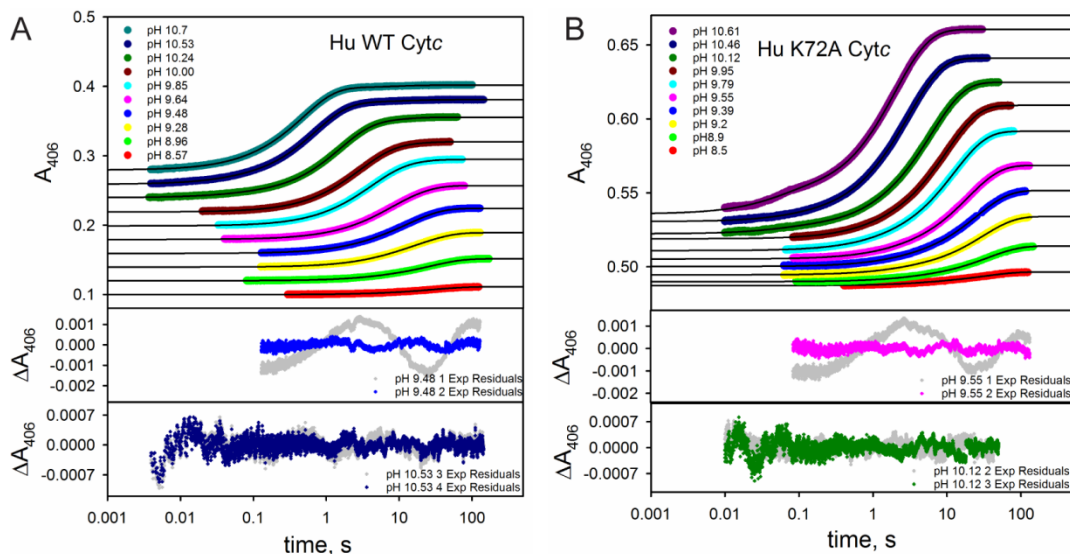 A
Hu WT Cytc
pH 10.7
pH 10.53
pH 10.24
pH 10.00
pH 9.85
pH 9.64
pH 9.48
pH 9.28
pH 8.96
pH 8.57
A406
0.5
0.4
0.3
0.2
0.1
ΔA406
0.001
0.000
-0.001
-0.002
pH 9.48 1 Exp Residuals
pH 9.48 2 Exp Residuals
ΔA406
0.0007
0.0000
-0.0007
pH 10.53 3 Exp Residuals
pH 10.53 4 Exp Residuals
0.001 0.01 0.1 1 10 100
time, s
B
Hu K72A Cytc
pH 10.61
pH 10.46
pH 10.12
pH 9.95
pH 9.79
pH 9.55
pH 9.39
pH 9.2
pH8.9
pH 8.5
A406
0.65
0.60
0.55
0.50
ΔA406
0.001
0.000
-0.001
-0.002
pH 9.55 1 Exp Residuals
pH 9.55 2 Exp Residuals
ΔA406
0.0007
0.0000
-0.0007
pH 10.12 2 Exp Residuals
pH 10.12 3 Exp Residuals
0.001 0.01 0.1 1 10 100
time, s